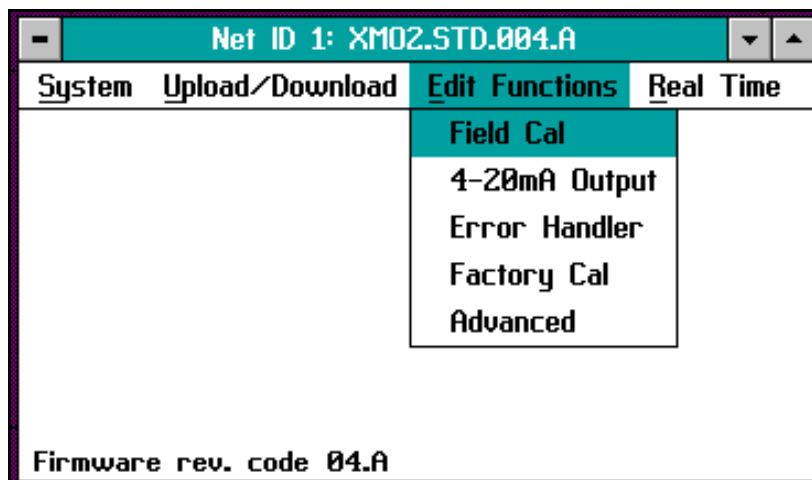 Net ID 1: XMO2.STD.004.A
System Upload/Download Edit Functions Real Time
Field Cal
4-20mA Output
Error Handler
Factory Cal
Advanced
Firmware rev. code 04.A